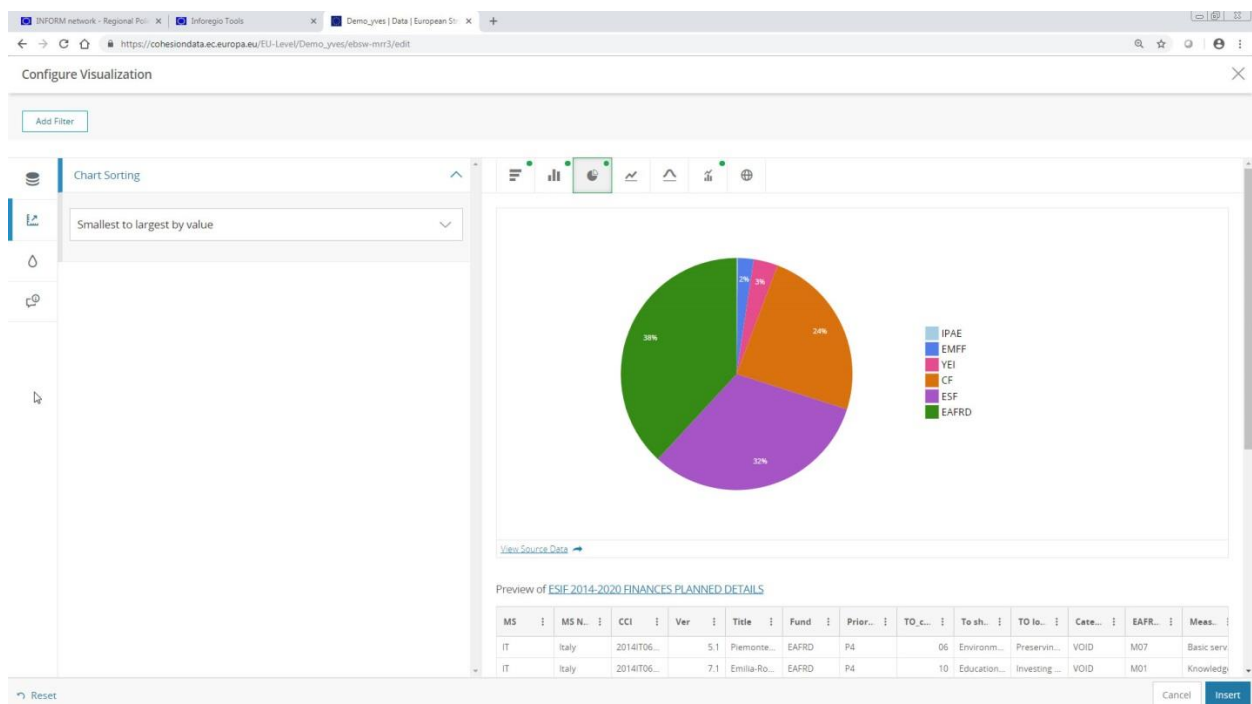 INFORM network - Regional Poli
Inforegio Tools
Demo_yves | Data | European Str
https://cohesiondata.ec.europa.eu/EU-Level/Demo_yves/ebsw-mrr3/edit
Configure Visualization
Add Filter
Chart Sorting
Smallest to largest by value
2%
3%
24%
38%
32%
IPAE
EMFF
YEI
CF
ESF
EAFRD
View Source Data
Preview of ESIF 2014-2020 FINANCES PLANNED DETAILS
MS MS N... CCI Ver Title Fund Prior... TO_c... To sh... TO lo... Cate... EAFR... Meas...
IT Italy 2014IT06... 5.1 Piemonte... EAFRD P4 06 Environm... Preservin... VOID M07 Basic serv
IT Italy 2014IT06... 7.1 Emilia-Ro... EAFRD P4 10 Education... Investing ... VOID M01 Knowledg
Reset
Cancel
Insert